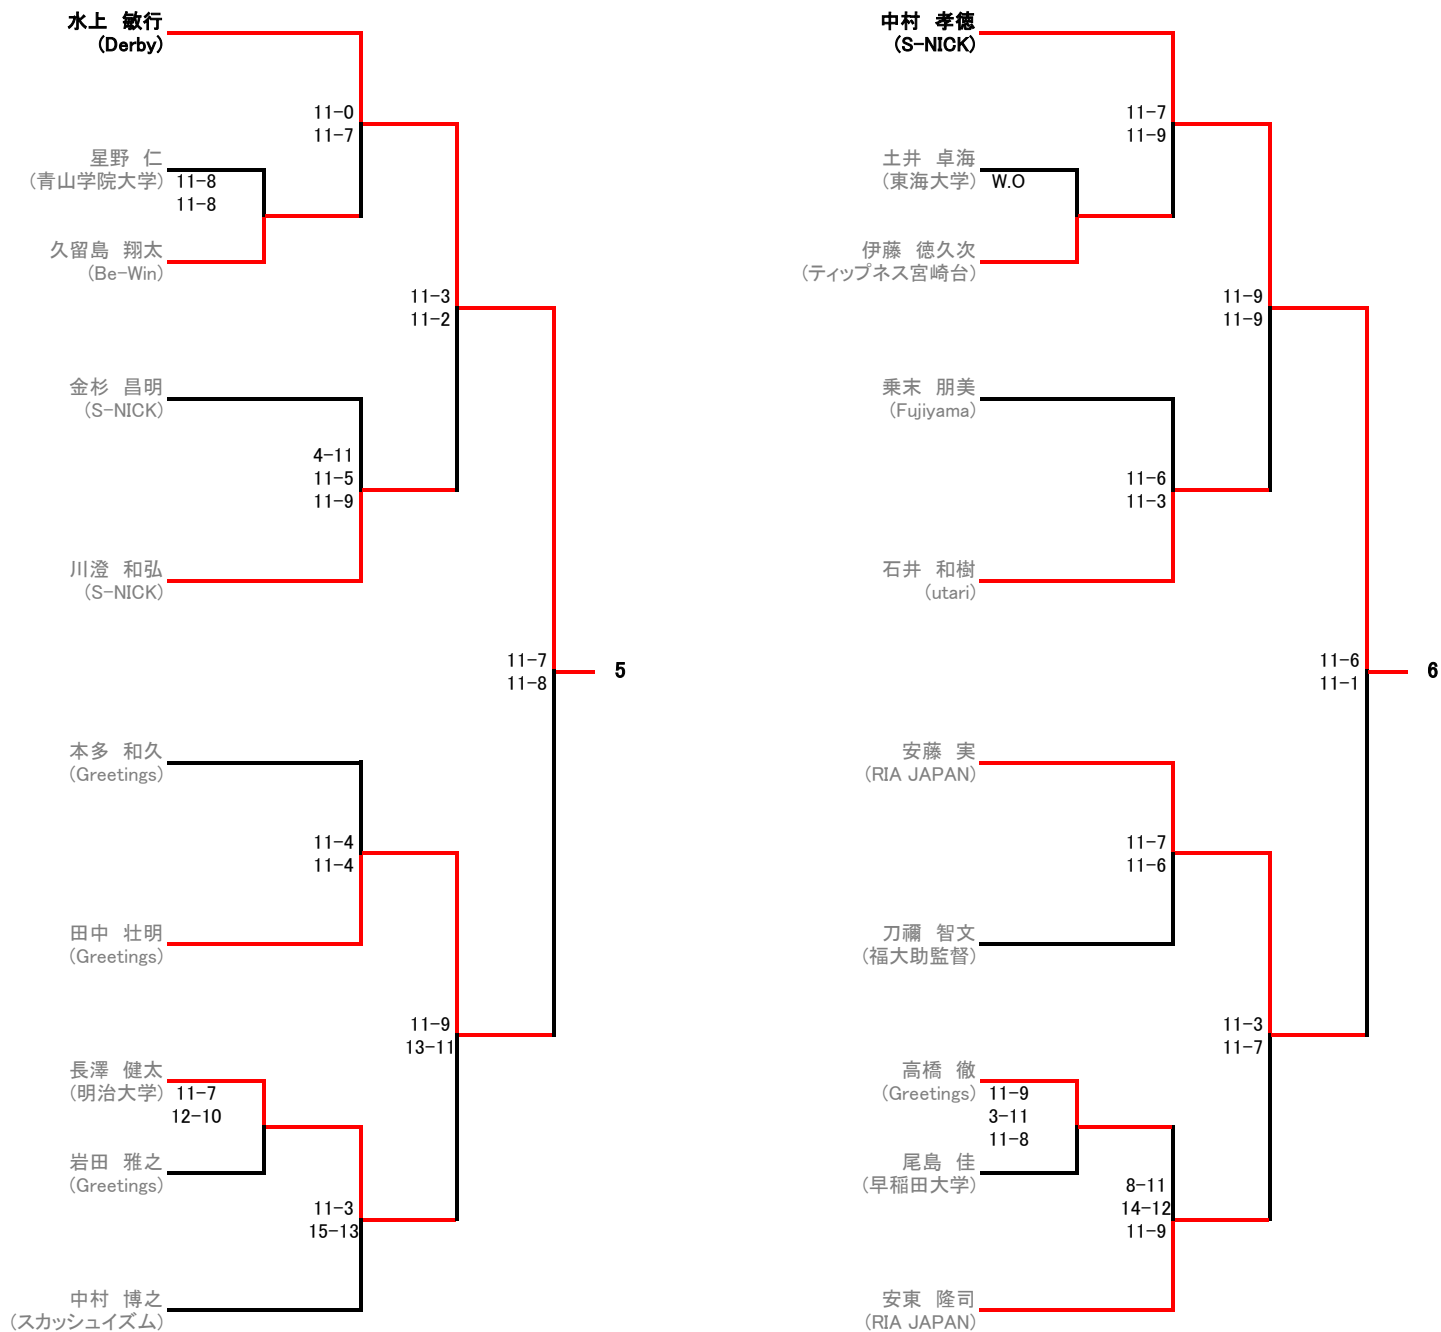 水上 敏行
(Derby)
11-0
11-7
星野 仁
(青山学院大学)
11-8
11-8
久留島 翔太
(Be-Win)
11-3
11-2
金杉 昌明
(S-NICK)
4-11
11-5
11-9
川澄 和弘
(S-NICK)
11-7
11-8
5
本多 和久
(Greetings)
11-4
11-4
田中 壮明
(Greetings)
11-9
13-11
長澤 健太
(明治大学)
11-7
12-10
岩田 雅之
(Greetings)
11-3
15-13
中村 博之
(スカッシュイズム)
中村 孝徳
(S-NICK)
11-7
11-9
土井 卓海
(東海大学)
W.O
伊藤 徳久次
(ティップネス宮崎台)
11-9
11-9
乗末 朋美
(Fujiyama)
11-6
11-3
石井 和樹
(utari)
11-6
11-1
6
安藤 実
(RIA JAPAN)
11-7
11-6
刀禰 智文
(福大助監督)
11-3
11-7
高橋 徹
(Greetings)
11-9
3-11
11-8
尾島 佳
(早稲田大学)
8-11
14-12
11-9
安東 隆司
(RIA JAPAN)